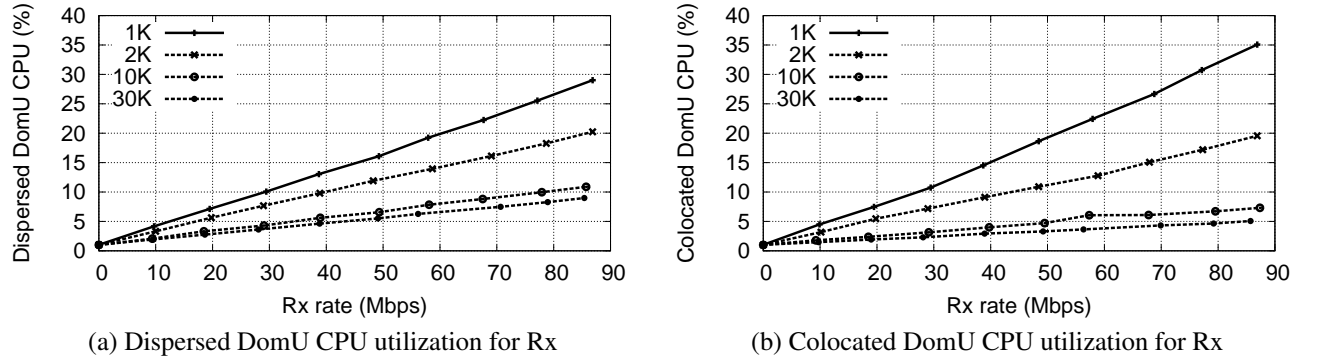 Dispersed DomU CPU (%)
40
35
30
25
20
15
10
5
0
1K
2K
10K
30K
0 10 20 30 40 50 60 70 80 90
Rx rate (Mbps)
(a) Dispersed DomU CPU utilization for Rx
Colocated DomU CPU (%)
40
35
30
25
20
15
10
5
0
1K
2K
10K
30K
0 10 20 30 40 50 60 70 80 90
Rx rate (Mbps)
(b) Colocated DomU CPU utilization for Rx